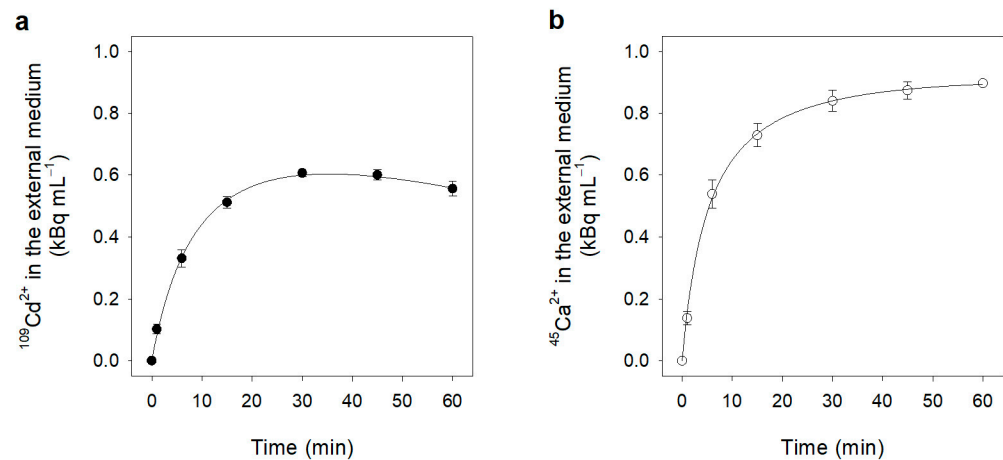 a
1.0
0.8
0.6
0.4
0.2
0.0
¹⁰⁹Cd²⁺ in the external medium
(kBq mL⁻¹)
0 10 20 30 40 50 60
Time (min)
b
1.0
0.8
0.6
0.4
0.2
0.0
⁴⁵Ca²⁺ in the external medium
(kBq mL⁻¹)
0 10 20 30 40 50 60
Time (min)